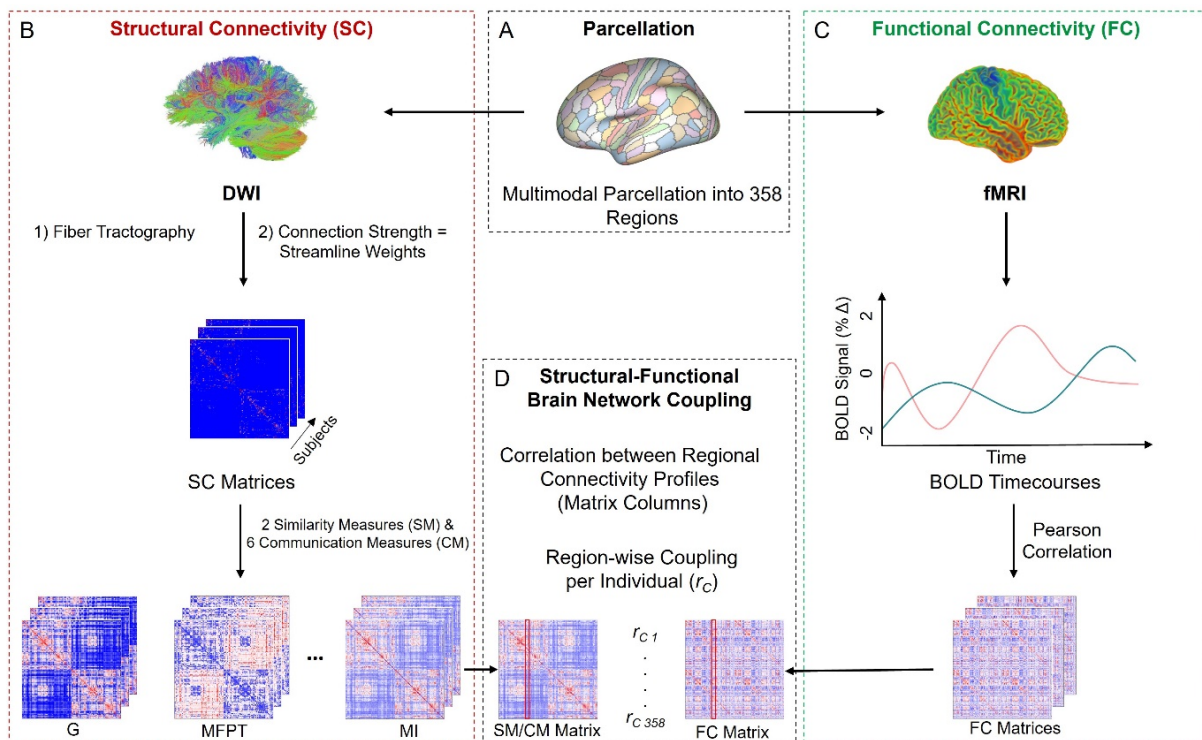 B
Structural Connectivity (SC)
DWI
1) Fiber Tractography
2) Connection Strength =
Streamline Weights
Subjects
SC Matrices
2 Similarity Measures (SM) &
6 Communication Measures (CM)
G
MFPT
...
MI
A
Parcellation
Multimodal Parcellation into 358
Regions
C
Functional Connectivity (FC)
fMRI
BOLD Signal (% Δ)
2
0
-2
Time
BOLD Timecourses
Pearson
Correlation
FC Matrices
D
Structural-Functional
Brain Network Coupling
Correlation between Regional
Connectivity Profiles
(Matrix Columns)
Region-wise Coupling
per Individual (rC)
rC 1
.
.
.
.
rC 358
SM/CM Matrix
FC Matrix